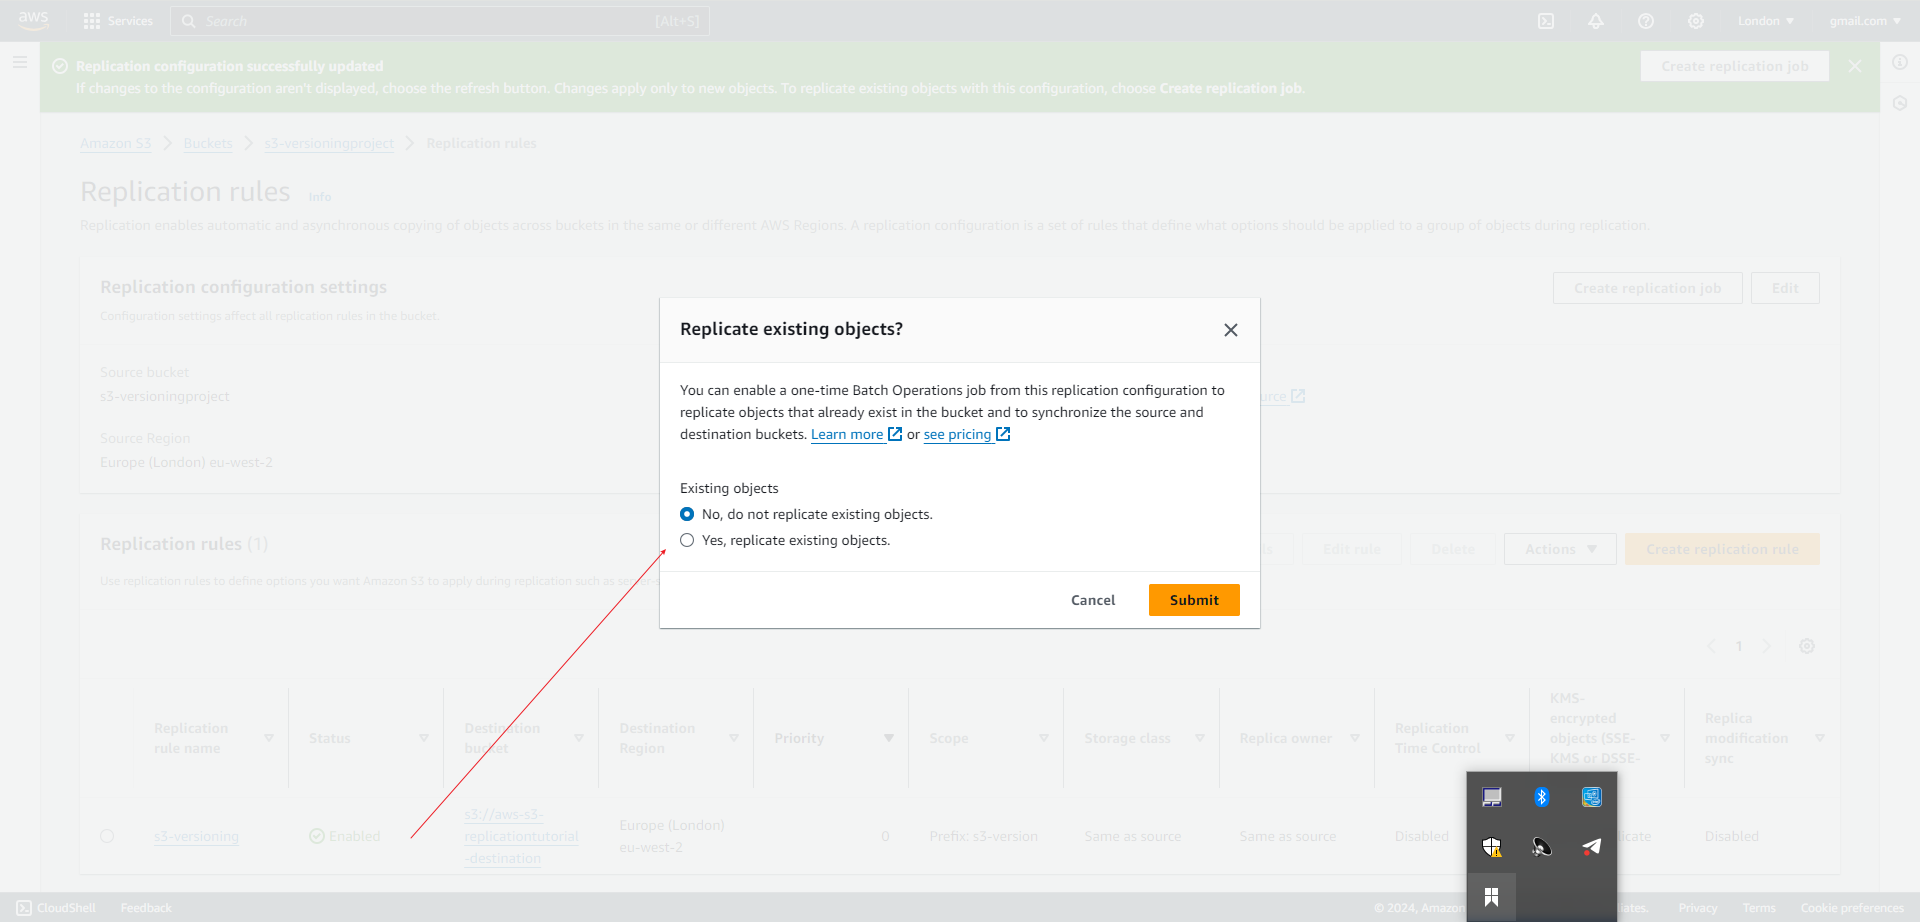 aws
Services
Search
[Alt+S]
London
gmail.com
Replication configuration successfully updated
If changes to the configuration aren't displayed, choose the refresh button. Changes apply only to new objects. To replicate existing objects with this configuration, choose Create replication job.
Create replication job
Amazon S3 > Buckets > s3-versioningproject > Replication rules
Replication rules Info
Replication enables automatic and asynchronous copying of objects across buckets in the same or different AWS Regions. A replication configuration is a set of rules that define what options should be applied to a group of objects during replication.
Replication configuration settings
Configuration settings affect all replication rules in the bucket.
Create replication job
Edit
Source bucket
s3-versioningproject
Source Region
Europe (London) eu-west-2
Replicate existing objects?
You can enable a one-time Batch Operations job from this replication configuration to
replicate objects that already exist in the bucket and to synchronize the source and
destination buckets. Learn more or see pricing
Existing objects
No, do not replicate existing objects.
Yes, replicate existing objects.
Cancel
Submit
Replication rules (1)
Use replication rules to define options you want Amazon S3 to apply during replication such as
Edit rule
Delete
Actions
Create replication rule
1
Replication
rule name
Status
Destination
bucket
Destination
Region
Priority
Scope
Storage class
Replica owner
Replication
Time Control
KMS-
encrypted
objects (SSE-
KMS or DSSE-
Replica
modification
sync
s3-versioning
Enabled
s3://aws-s3-
replicationtutorial
-destination
Europe (London)
eu-west-2
0
Prefix: s3-version
Same as source
Same as source
Disabled
Disabled
CloudShell
Feedback
© 2024, Amazon
Privacy
Terms
Cookie preferences